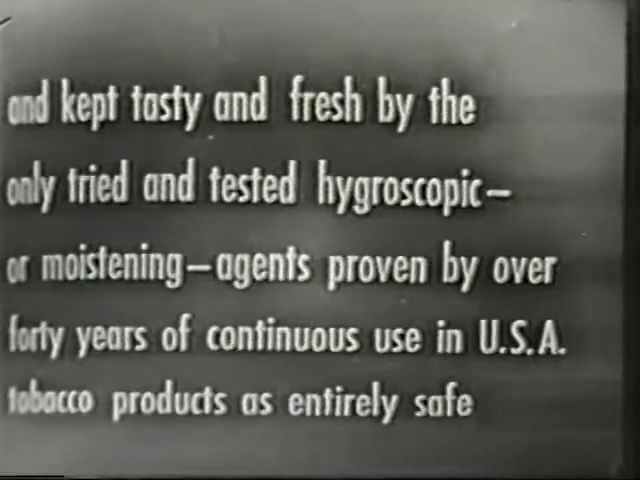 and kept tasty and fresh by the
only tried and tested hygroscopic—
or moistening—agents proven by over
forty years of continuous use in U.S.A.
tobacco products as entirely safe